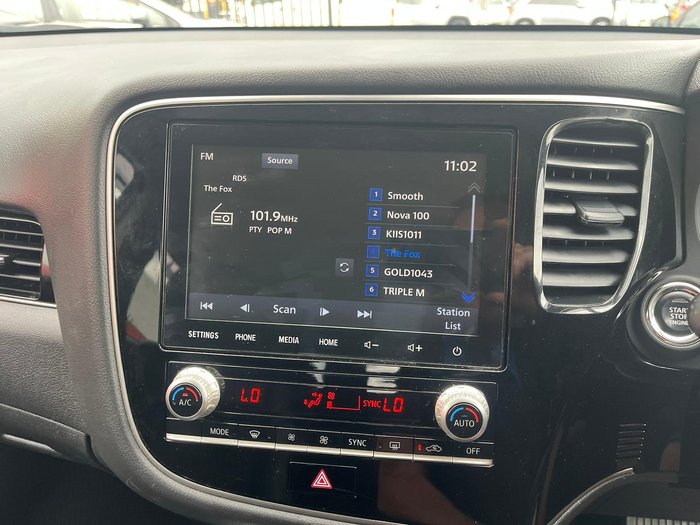 FM
Source
11:02
RDS
The Fox
101.9MHz
PTY POP M
1 Smooth
2 Nova 100
3 KIIS1011
The Fox
5 GOLD1043
6 TRIPLE M
Scan
Station
List
SETTINGS PHONE MEDIA HOME - +
A/C
LO
SYNC LO
AUTO
MODE
SYNC
OFF
START
STOP
ENGINE